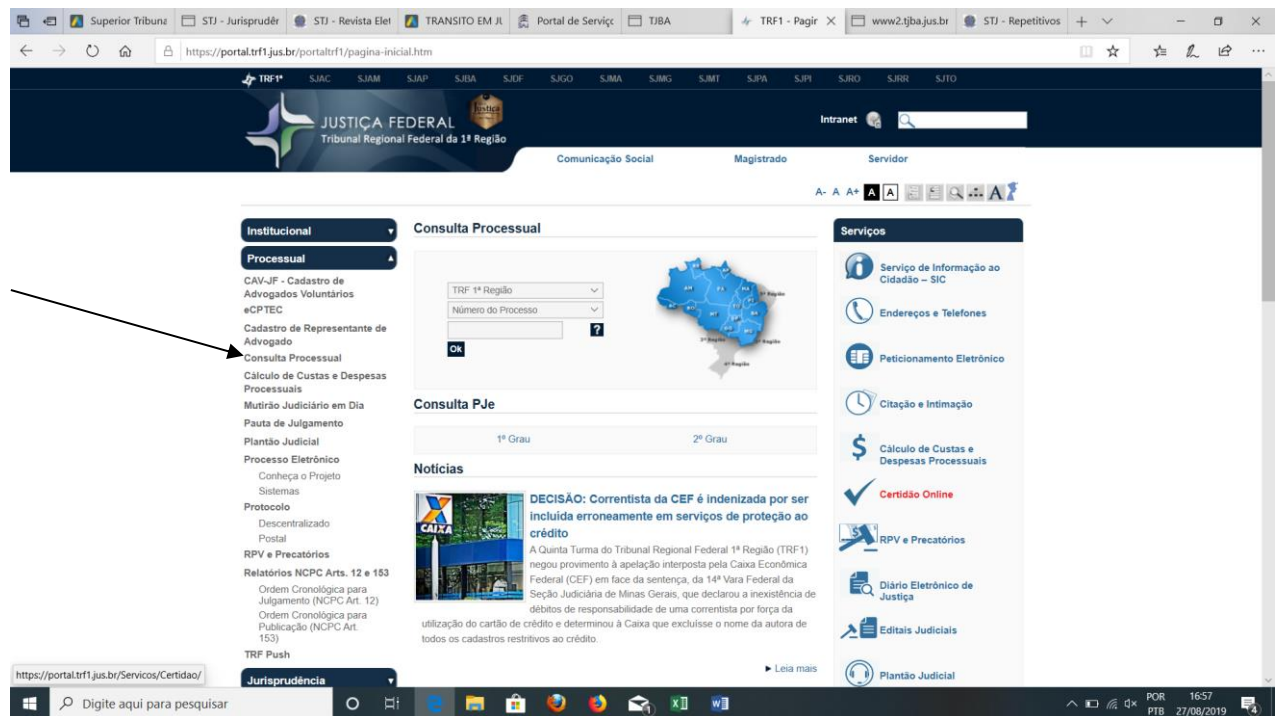 Superior Tribuna
STJ - Jurisprudêr
STJ - Revista Elet
TRANSITO EM JL
Portal de Serviçc
TJBA
TRF1 - Pagir
www2.tjba.jus.br
STJ - Repetitivos
https://portal.trf1.jus.br/portaltrf1/pagina-inicial.htm
TRF1ª SJAC SJAM SJAP SJBA SJDF SJGO SJMA SJMG SJMT SJPA SJPI SJRO SJRR SJTO
JUSTIÇA FEDERAL
Tribunal Regional Federal da 1ª Região
Justiça
Intranet
Comunicação Social Magistrado Servidor
A- A A+ A A A
Institucional
Processual
CAV-JF - Cadastro de
Advogados Voluntários
eCPTEC
Cadastro de Representante de
Advogado
Consulta Processual
Cálculo de Custas e Despesas
Processuais
Mutirão Judiciário em Dia
Pauta de Julgamento
Plantão Judicial
Processo Eletrônico
Conheça o Projeto
Sistemas
Protocolo
Descentralizado
Postal
RPV e Precatórios
Relatórios NCPC Arts. 12 e 153
Ordem Cronológica para
Julgamento (NCPC Art. 12)
Ordem Cronológica para
Publicação (NCPC Art.
153)
TRF Push
Jurisprudência
Consulta Processual
TRF 1ª Região
Número do Processo
?
Ok
AM PA MA
Consulta PJe
1º Grau 2º Grau
Notícias
CAIXA
DECISÃO: Correntista da CEF é indenizada por ser
incluída erroneamente em serviços de proteção ao
crédito
A Quinta Turma do Tribunal Regional Federal 1ª Região (TRF1)
negou provimento à apelação interposta pela Caixa Econômica
Federal (CEF) em face da sentença, da 14ª Vara Federal da
Seção Judiciária de Minas Gerais, que declarou a inexistência de
débitos de responsabilidade de uma correntista por força da
utilização do cartão de crédito e determinou à Caixa que excluísse o nome da autora de
todos os cadastros restritivos ao crédito.
Leia mais
Serviços
Serviço de Informação ao
Cidadão – SIC
Endereços e Telefones
Peticionamento Eletrônico
Citação e Intimação
Cálculo de Custas e
Despesas Processuais
Certidão Online
RPV e Precatórios
Diário Eletrônico de
Justiça
Editais Judiciais
Plantão Judicial
https://portal.trf1.jus.br/Servicos/Certidao/
Digite aqui para pesquisar
POR
PTB
16:57
27/08/2019
4